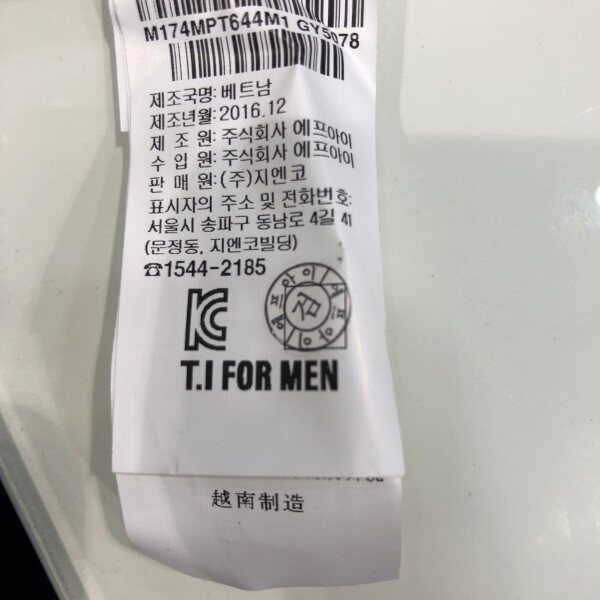 M174MPT644M1 GY5078
제조국명: 베트남
제조년월: 2016.12
제 조 원: 주식회사 에프아이
수 입 원: 주식회사 에프아이
판 매 원: (주)지엔코
표시자의 주소 및 전화번호:
서울시 송파구 동남로 4길 41
(문정동, 지엔코빌딩)
☎1544-2185
T.I FOR MEN
越南制造